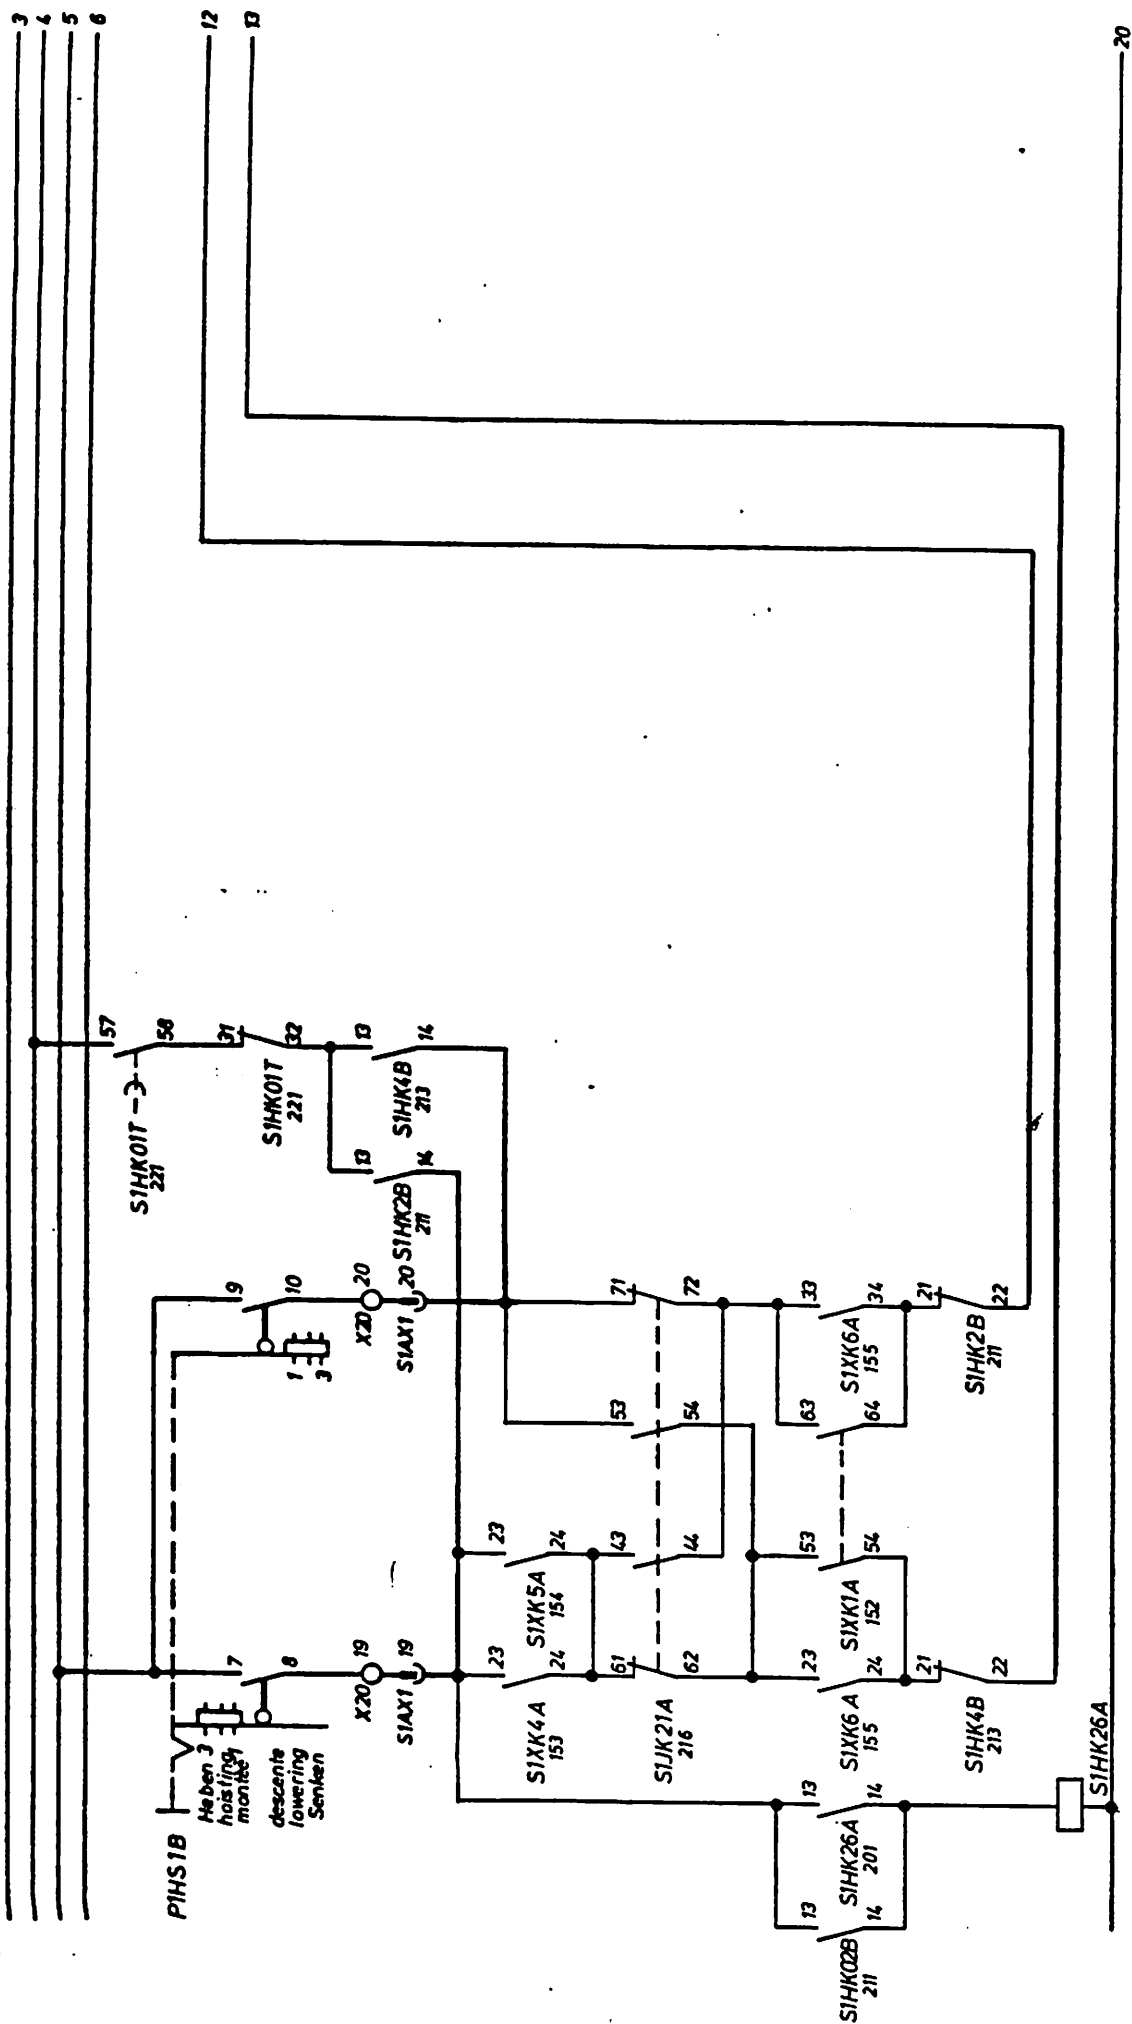 3
4
5
6
12
13
20
P1HS1B
Heben 3
hoisting
montée 1
descente
lowering
Senken
7
8
X20 19
S1AX1 19
9
10
1
3
X20 20
S1AX1 20
S1HK01T
221
57
58
31
32
S1HK01T
221
13
14
S1HK2B
211
13
14
S1HK4B
213
23
24
S1XK4A
153
23
24
S1XK5A
154
61
62
S1JK21A
216
43
44
53
54
71
72
13
14
S1HK02B
211
13
14
S1HK26A
201
23
24
S1XK6A
155
53
54
S1XK1A
152
63
64
33
34
S1XK6A
155
21
22
S1HK4B
213
21
22
S1HK2B
211
S1HK26A